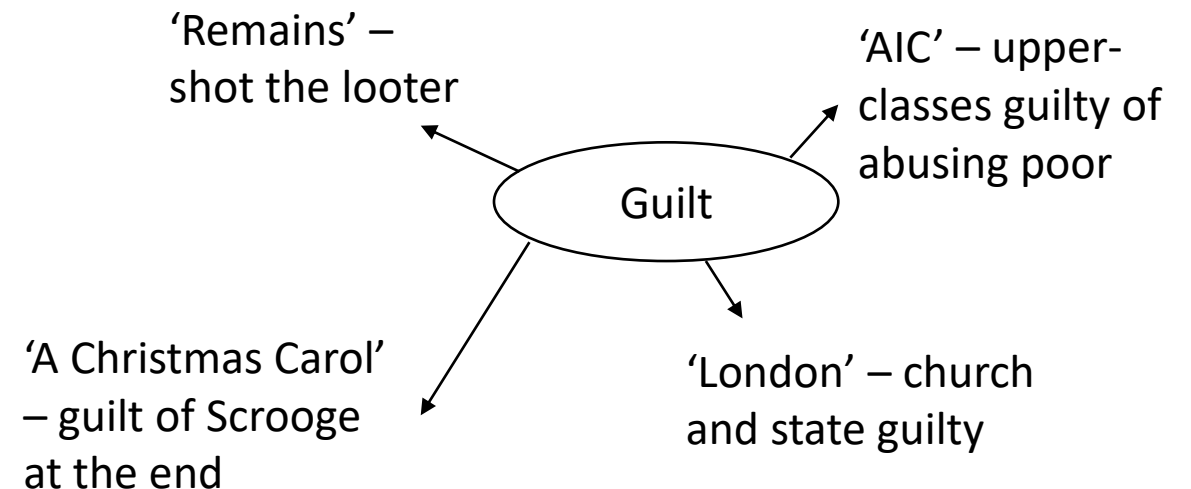 ‘Remains’ –
shot the looter
‘AIC’ – upper-
classes guilty of
abusing poor
Guilt
‘A Christmas Carol’
– guilt of Scrooge
at the end
‘London’ – church
and state guilty